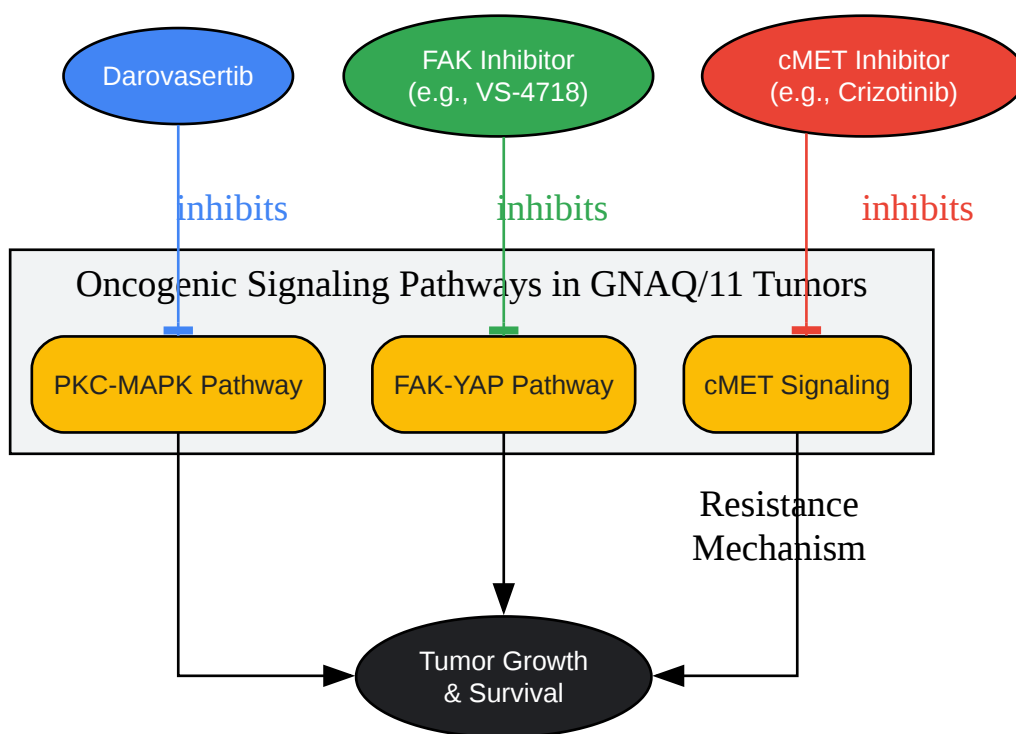 Darovasertib
FAK Inhibitor
(e.g., VS-4718)
cMET Inhibitor
(e.g., Crizotinib)
inhibits
inhibits
inhibits
Oncogenic Signaling Pathways in GNAQ/11 Tumors
PKC-MAPK Pathway
FAK-YAP Pathway
cMET Signaling
Resistance
Mechanism
Tumor Growth
& Survival